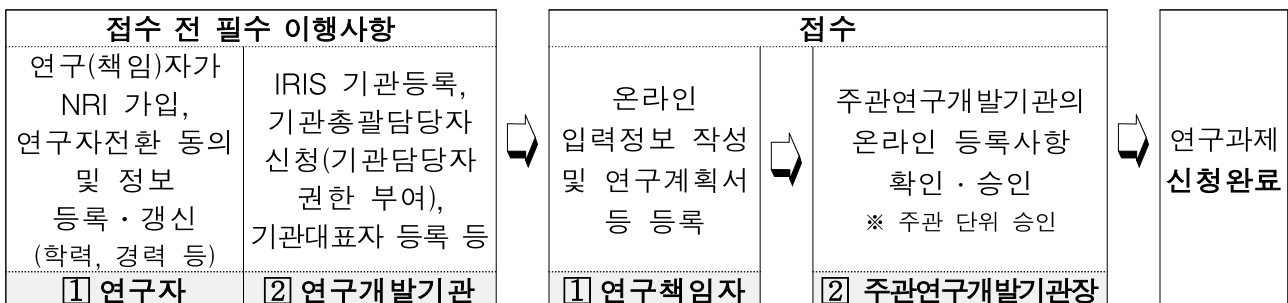 접수 전 필수 이행사항
연구(책임)자가
NRI 가입,
연구자전환 동의
및 정보
등록·갱신
(학력, 경력 등)
1 연구자
IRIS 기관등록,
기관총괄담당자
신청(기관담당자
권한 부여),
기관대표자 등록 등
2 연구개발기관
접수
온라인
입력정보 작성
및 연구계획서
등 등록
1 연구책임자
주관연구개발기관의
온라인 등록사항
확인·승인
※ 주관 단위 승인
2 주관연구개발기관장
연구과제
신청완료